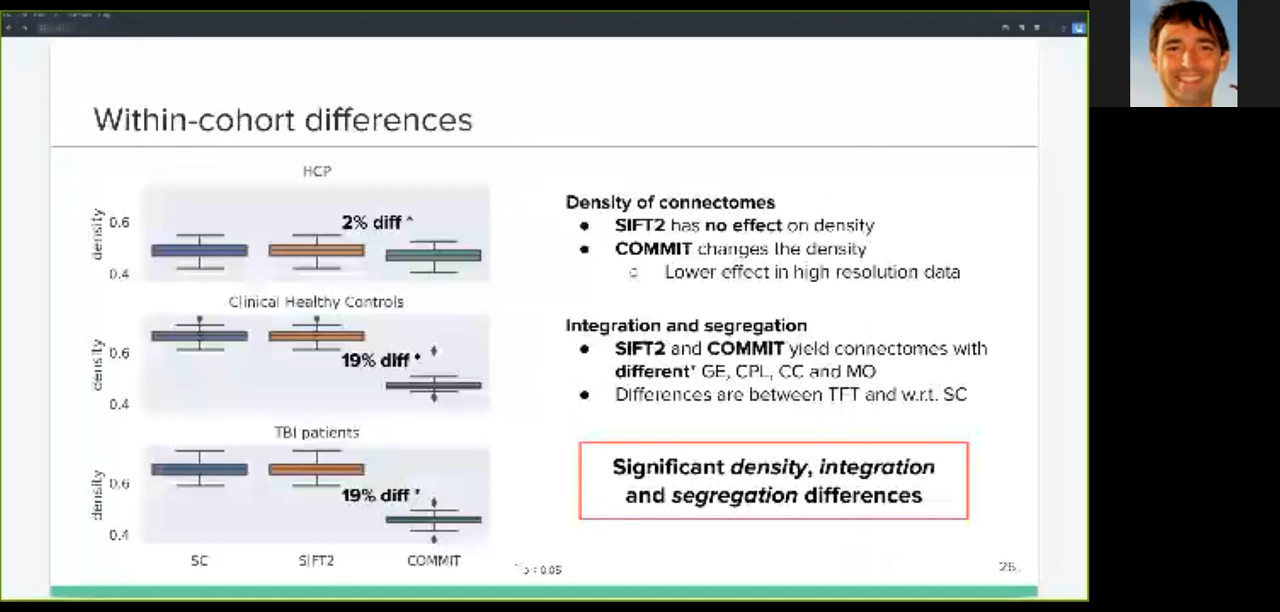 Within-cohort differences
HCP
density
0.6
0.4
2% diff *
Clinical Healthy Controls
density
0.6
0.4
19% diff *
TBI patients
density
0.6
0.4
19% diff *
SC SIFT2 COMMIT
Density of connectomes
● SIFT2 has no effect on density
● COMMIT changes the density
○ Lower effect in high resolution data
Integration and segregation
● SIFT2 and COMMIT yield connectomes with
different* GE, CPL, CC and MO
● Differences are between TFT and w.r.t. SC
Significant density, integration
and segregation differences
* p < 0.05